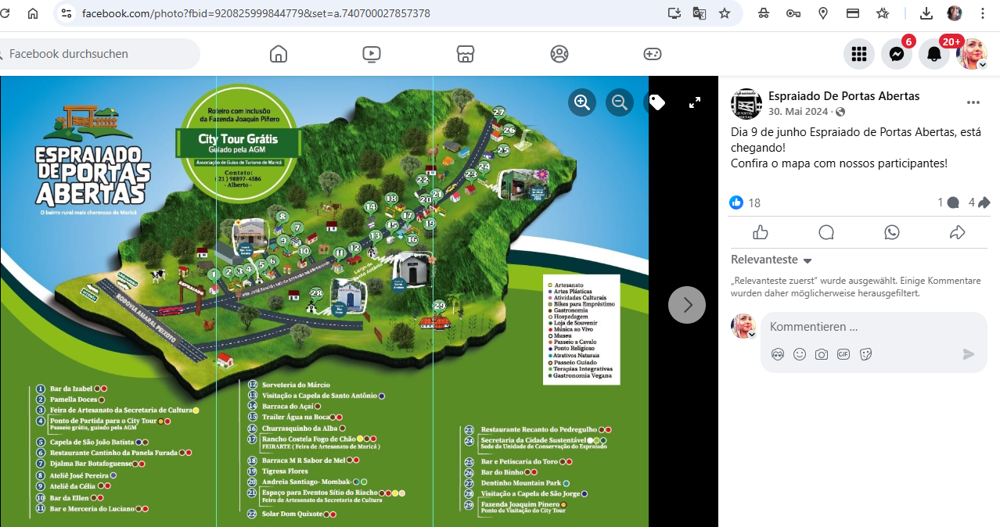 facebook.com/photo?fbid=920825999844779&set=a.740700027857378
Facebook durchsuchen
6
20+
ESPRAIADO
DE PORTAS
ABERTAS
O bairro rural mais charmoso de Maricá
Roteiro com inclusão
da Fazenda Joaquin Piñero
City Tour Grátis
Guiado pela AGM
Associação de Guias de Turismo de Maricá
Contato:
(21) 98897-4586
- Alberto -
27
26
25
24
23
22
21
20
19
18
17
16
15
14
13
12
11
10
9
8
7
6
5
4
3
2
1
28
29
Largo de
Santo Antônio
ESPRAIADO
RODOVIA AMARAL PEIXOTO
Artesanato
Artes Plásticas
Atividades Culturais
Bikes para Empréstimo
Gastronomia
Hospedagem
Loja de Souvenir
Música ao Vivo
Museu
Passeio a Cavalo
Ponto Religioso
Atrativos Naturais
Passeio Guiado
Terapias Integrativas
Gastronomia Vegana
1 Bar da Izabel
2 Pamella Doces
3 Feira de Artesanato da Secretaria de Cultura
4 Ponto de Partida para o City Tour
Passeio grátis, guiado pela AGM
5 Capela de São João Batista
6 Restaurante Cantinho da Panela Furada
7 Djalma Bar Botafoguense
8 Ateliê José Pereira
9 Ateliê da Célia
10 Bar da Ellen
11 Bar e Merceria do Luciano
12 Sorveteria do Márcio
13 Visitação a Capela de Santo Antônio
14 Barraca do Açaí
15 Trailer Água na Boca
16 Churrasquinho da Alba
17 Rancho Costela Fogo de Chão
FEIRARTE ( Feira de Artesanato de Maricá )
18 Barraca M R Sabor de Mel
19 Tigresa Flores
20 Andreia Santiago- Mombak-
21 Espaço para Eventos Sítio do Riacho
Feira de Artesanato da Secretaria de Cultura
22 Solar Dom Quixote
23 Restaurante Recanto do Pedregulho
24 Secretaria da Cidade Sustentável
Sede da Unidade de Conservação do Espraiado
25 Bar e Petiscaria do Toro
26 Bar do Binho
27 Dentinho Mountain Park
28 Visitação a Capela de São Jorge
29 Fazenda Joaquim Pinero
Ponto de Visitação do City Tour
Espraiado De Portas Abertas
30. Mai 2024 ·
Dia 9 de junho Espraiado de Portas Abertas, está
chegando!
Confira o mapa com nossos participantes!
18
1
4
Relevanteste
„Relevanteste zuerst“ wurde ausgewählt. Einige Kommentare
wurden daher möglicherweise herausgefiltert.
Kommentieren ...
GIF